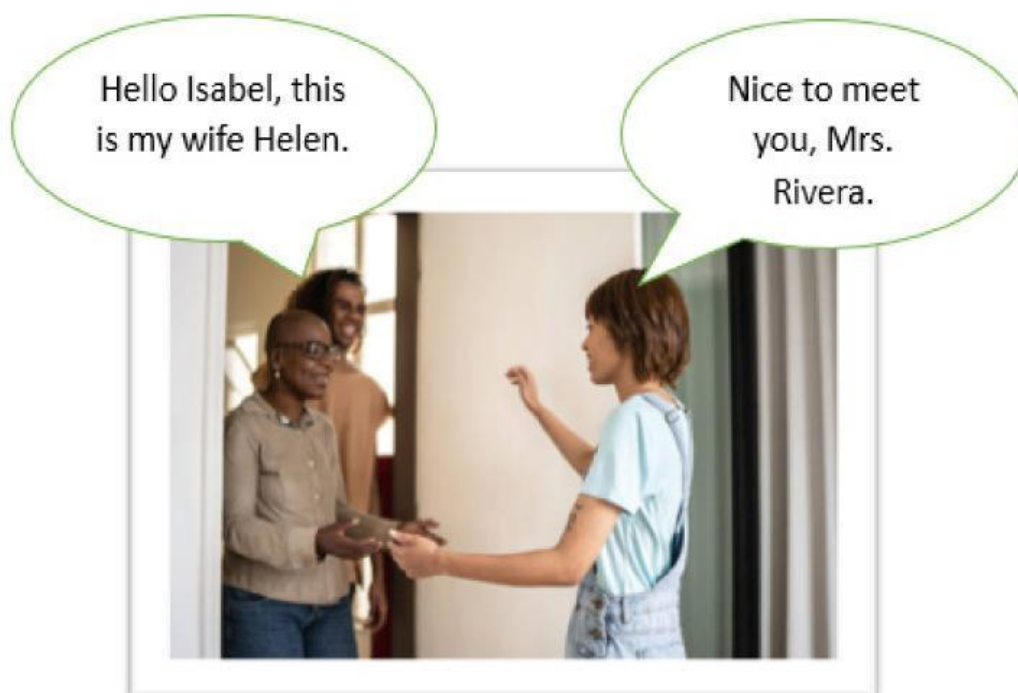 Hello Isabel, this
is my wife Helen.
Nice to meet
you, Mrs.
Rivera.